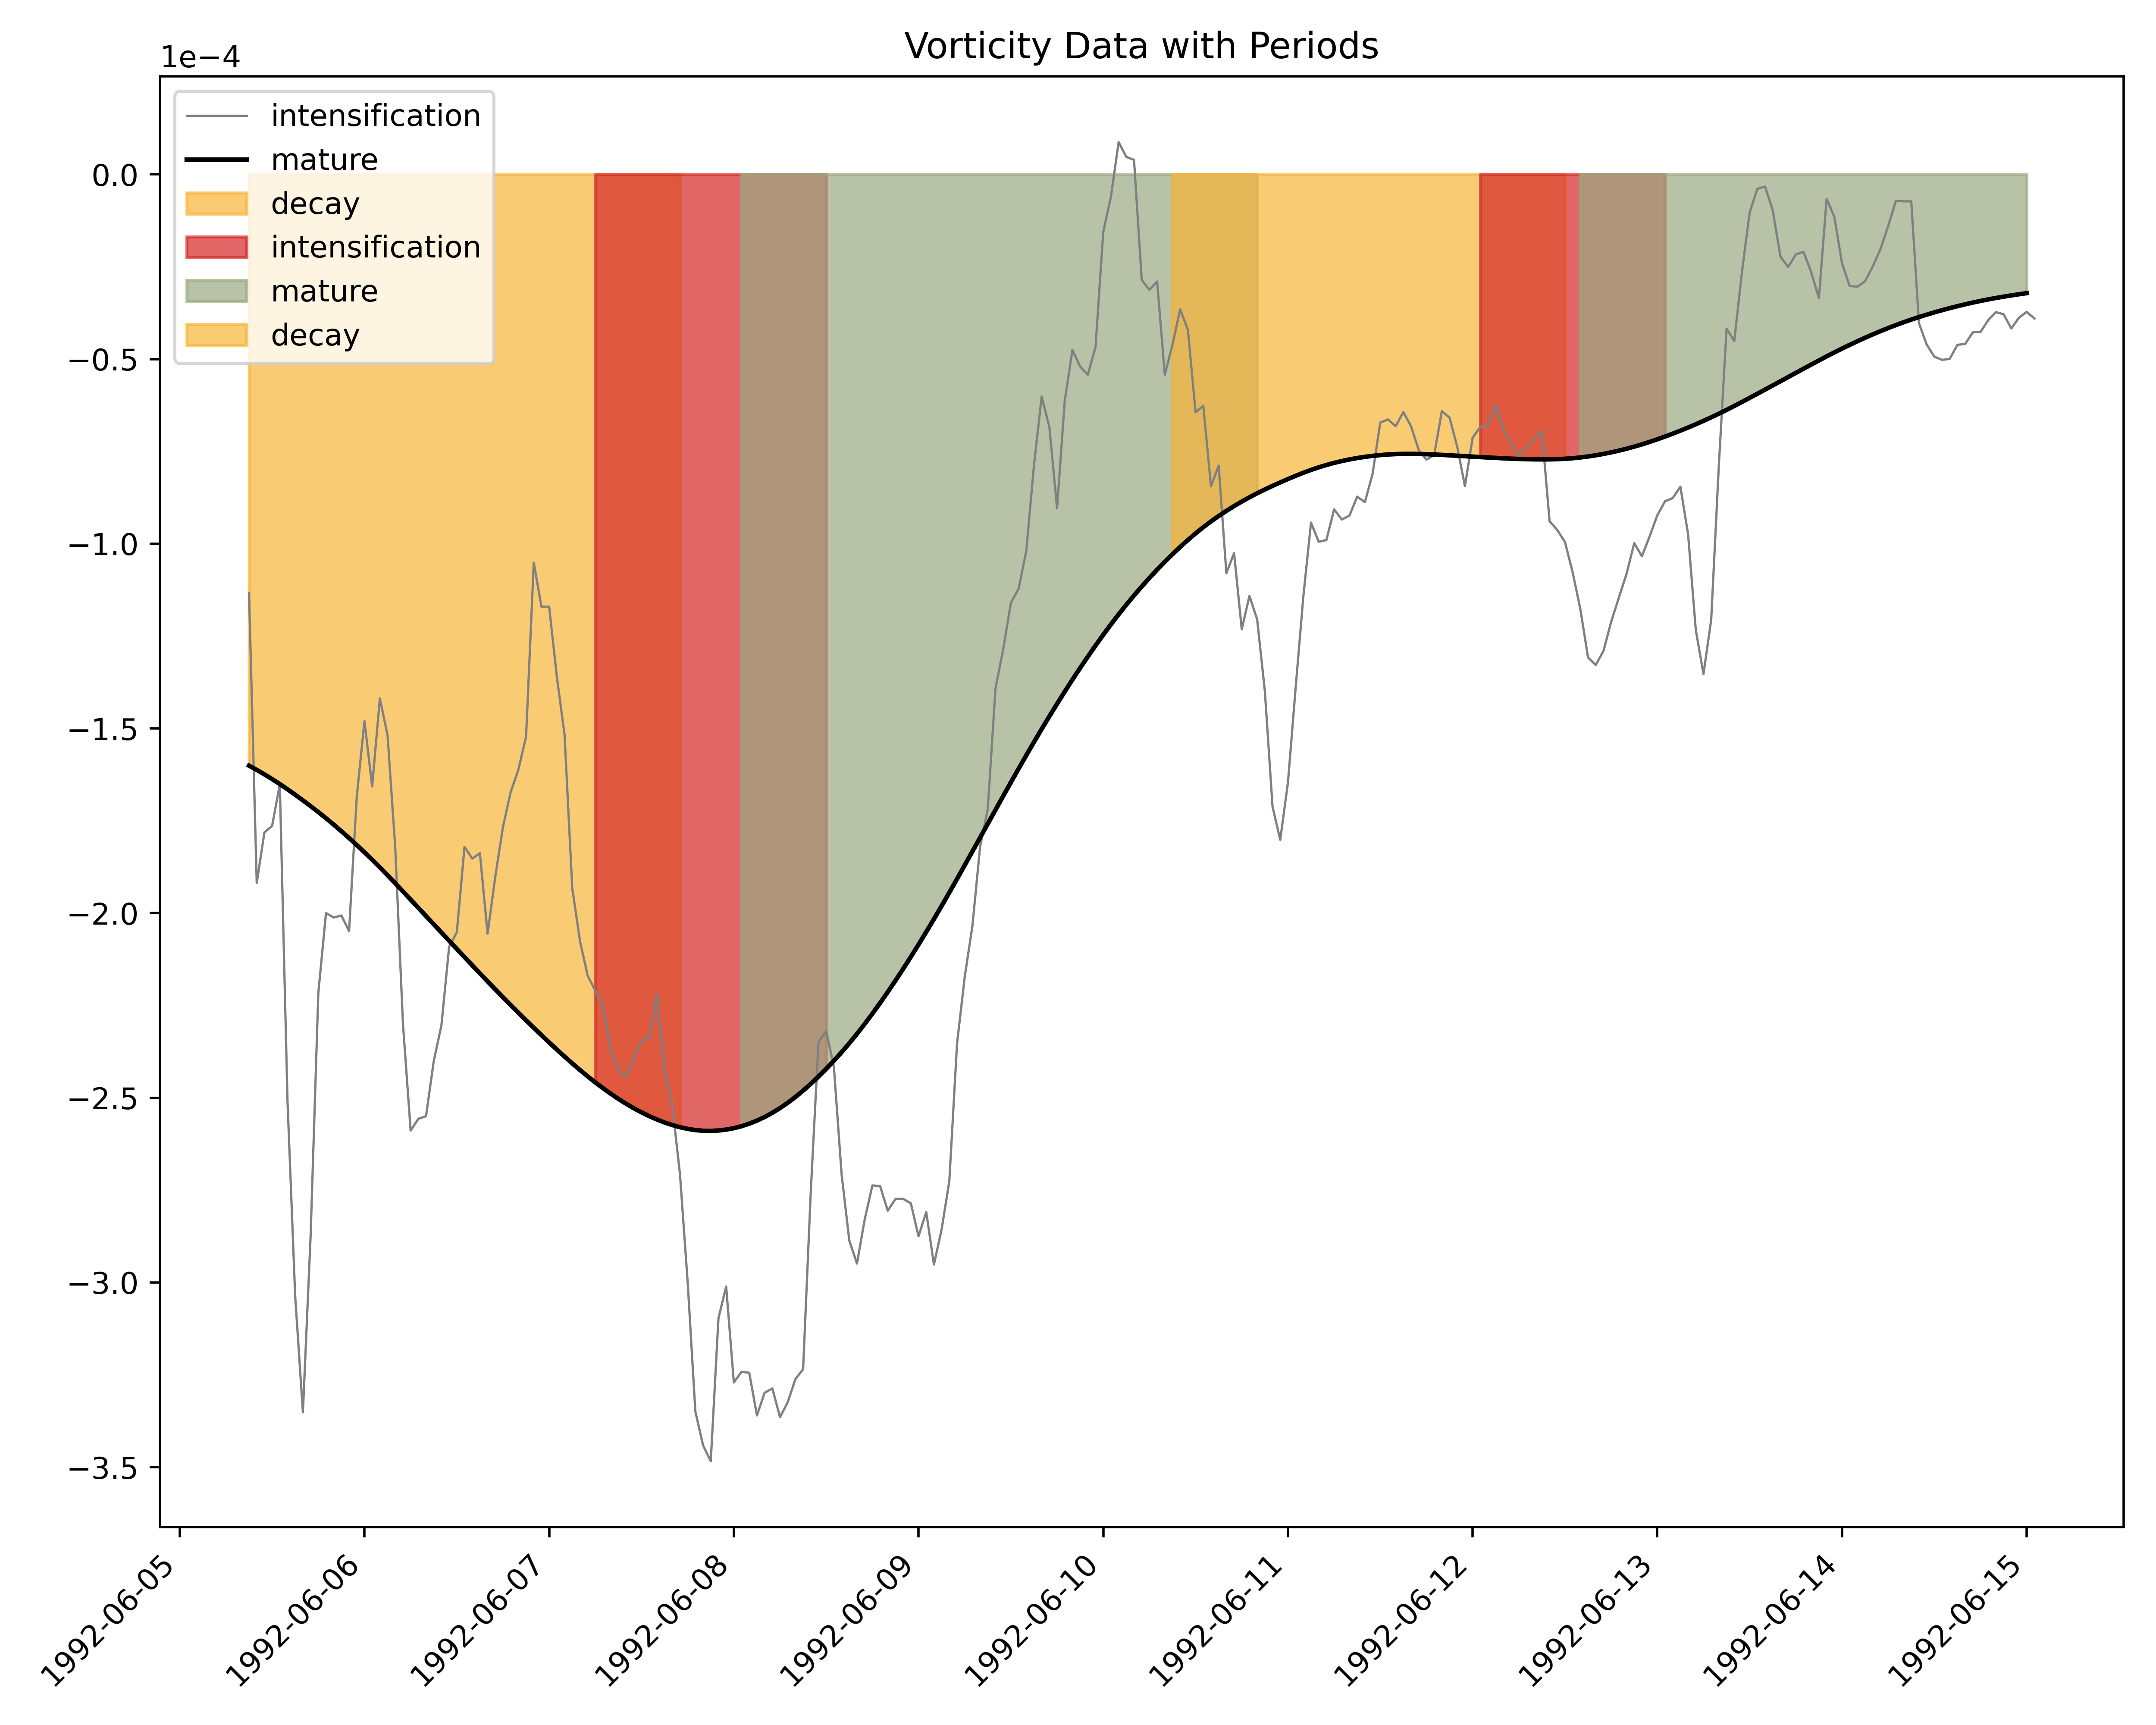 Vorticity Data with Periods
1e−4
intensification
mature
decay
intensification
mature
decay
0.0
−0.5
−1.0
−1.5
−2.0
−2.5
−3.0
−3.5
1992-06-05
1992-06-06
1992-06-07
1992-06-08
1992-06-09
1992-06-10
1992-06-11
1992-06-12
1992-06-13
1992-06-14
1992-06-15